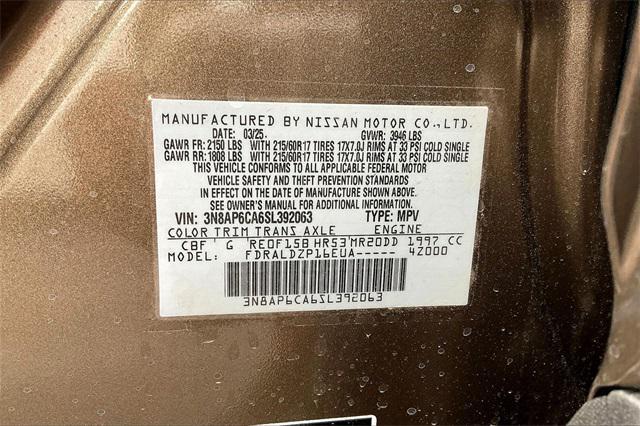 MANUFACTURED BY NISSAN MOTOR CO.,LTD.
DATE: 03/25. GVWR: 3946 LBS
GAWR FR: 2150 LBS WITH 215/60R17 TIRES 17X7.0J RIMS AT 33 PSI COLD SINGLE
GAWR RR: 1808 LBS WITH 215/60R17 TIRES 17X7.0J RIMS AT 33 PSI COLD SINGLE
THIS VEHICLE CONFORMS TO ALL APPLICABLE FEDERAL MOTOR
VEHICLE SAFETY AND THEFT PREVENTION STANDARDS
IN EFFECT ON THE DATE OF MANUFACTURE SHOWN ABOVE.
SEE OWNER'S MANUAL FOR ADDITIONAL INFORMATION.
VIN: 3N8AP6CA6SL392063 TYPE: MPV
COLOR TRIM TRANS AXLE ENGINE
CBF G RE0F15B HR53 MR20DD 1997 CC
MODEL: FDRALDZP16EUA----- 4Z000
3N8AP6CA6SL392063